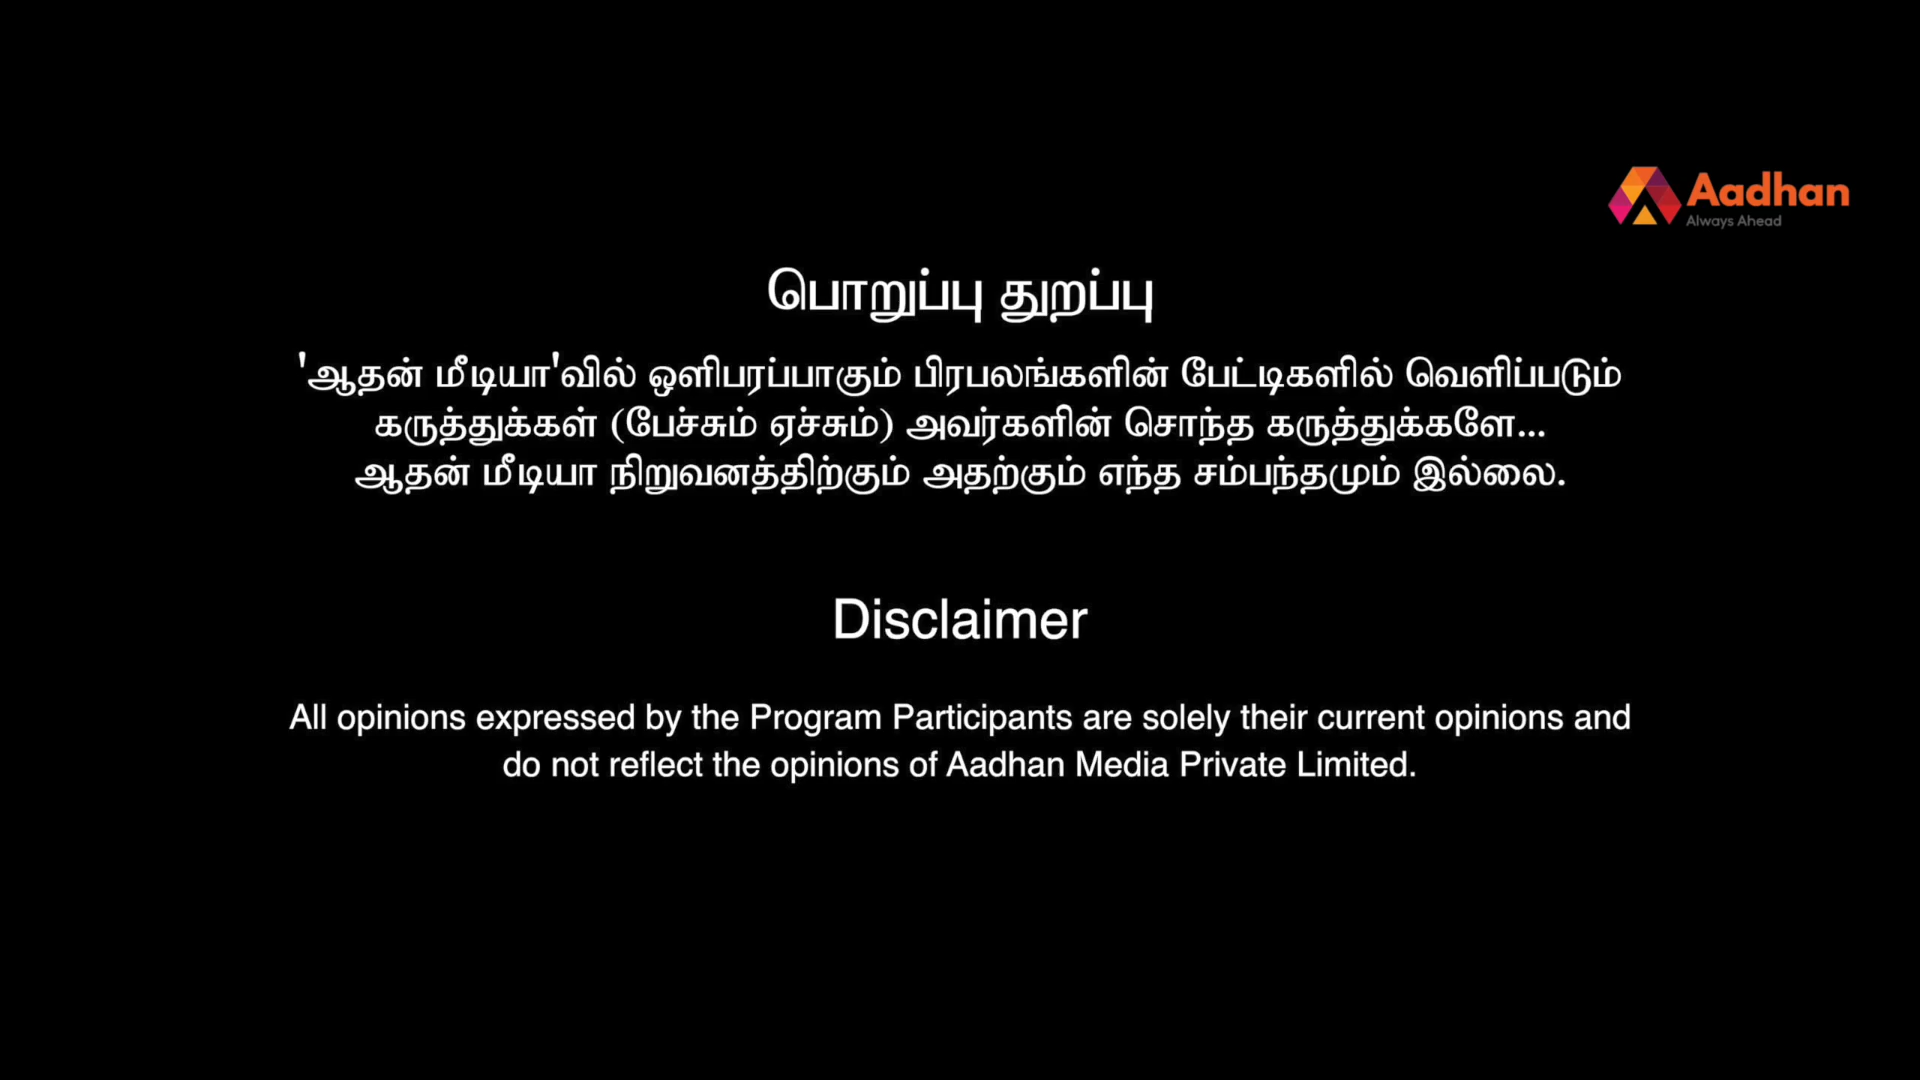 Aadhan
Always Ahead
பொறுப்பு துறப்பு
'ஆதன் மீடியா'வில் ஒளிபரப்பாகும் பிரபலங்களின் பேட்டிகளில் வெளிப்படும்
கருத்துக்கள் (பேச்சும் ஏச்சும்) அவர்களின் சொந்த கருத்துக்களே...
ஆதன் மீடியா நிறுவனத்திற்கும் அதற்கும் எந்த சம்பந்தமும் இல்லை.
Disclaimer
All opinions expressed by the Program Participants are solely their current opinions and
do not reflect the opinions of Aadhan Media Private Limited.